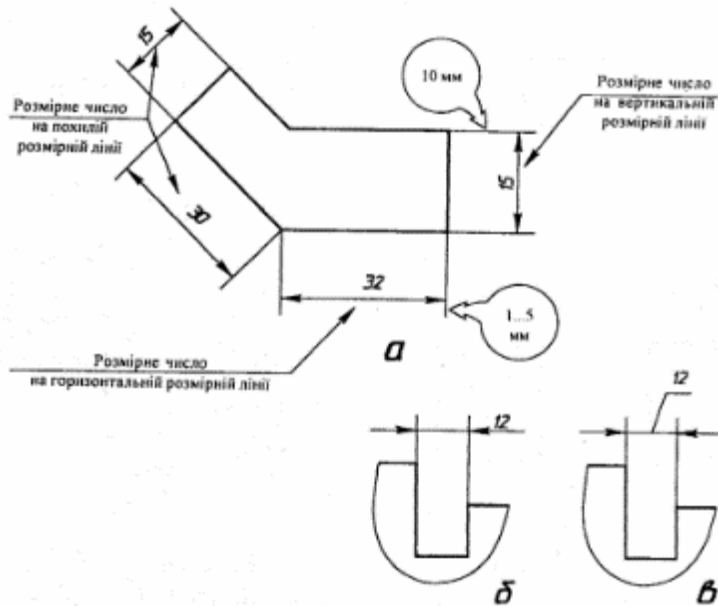 15
10 мм
Розмірне число
на похилій
розмірній лінії
Розмірне число
на вертикальній
розмірній лінії
15
30
32
1...5
мм
а
Розмірне число
на горизонтальній розмірній лінії
12
12
б
в